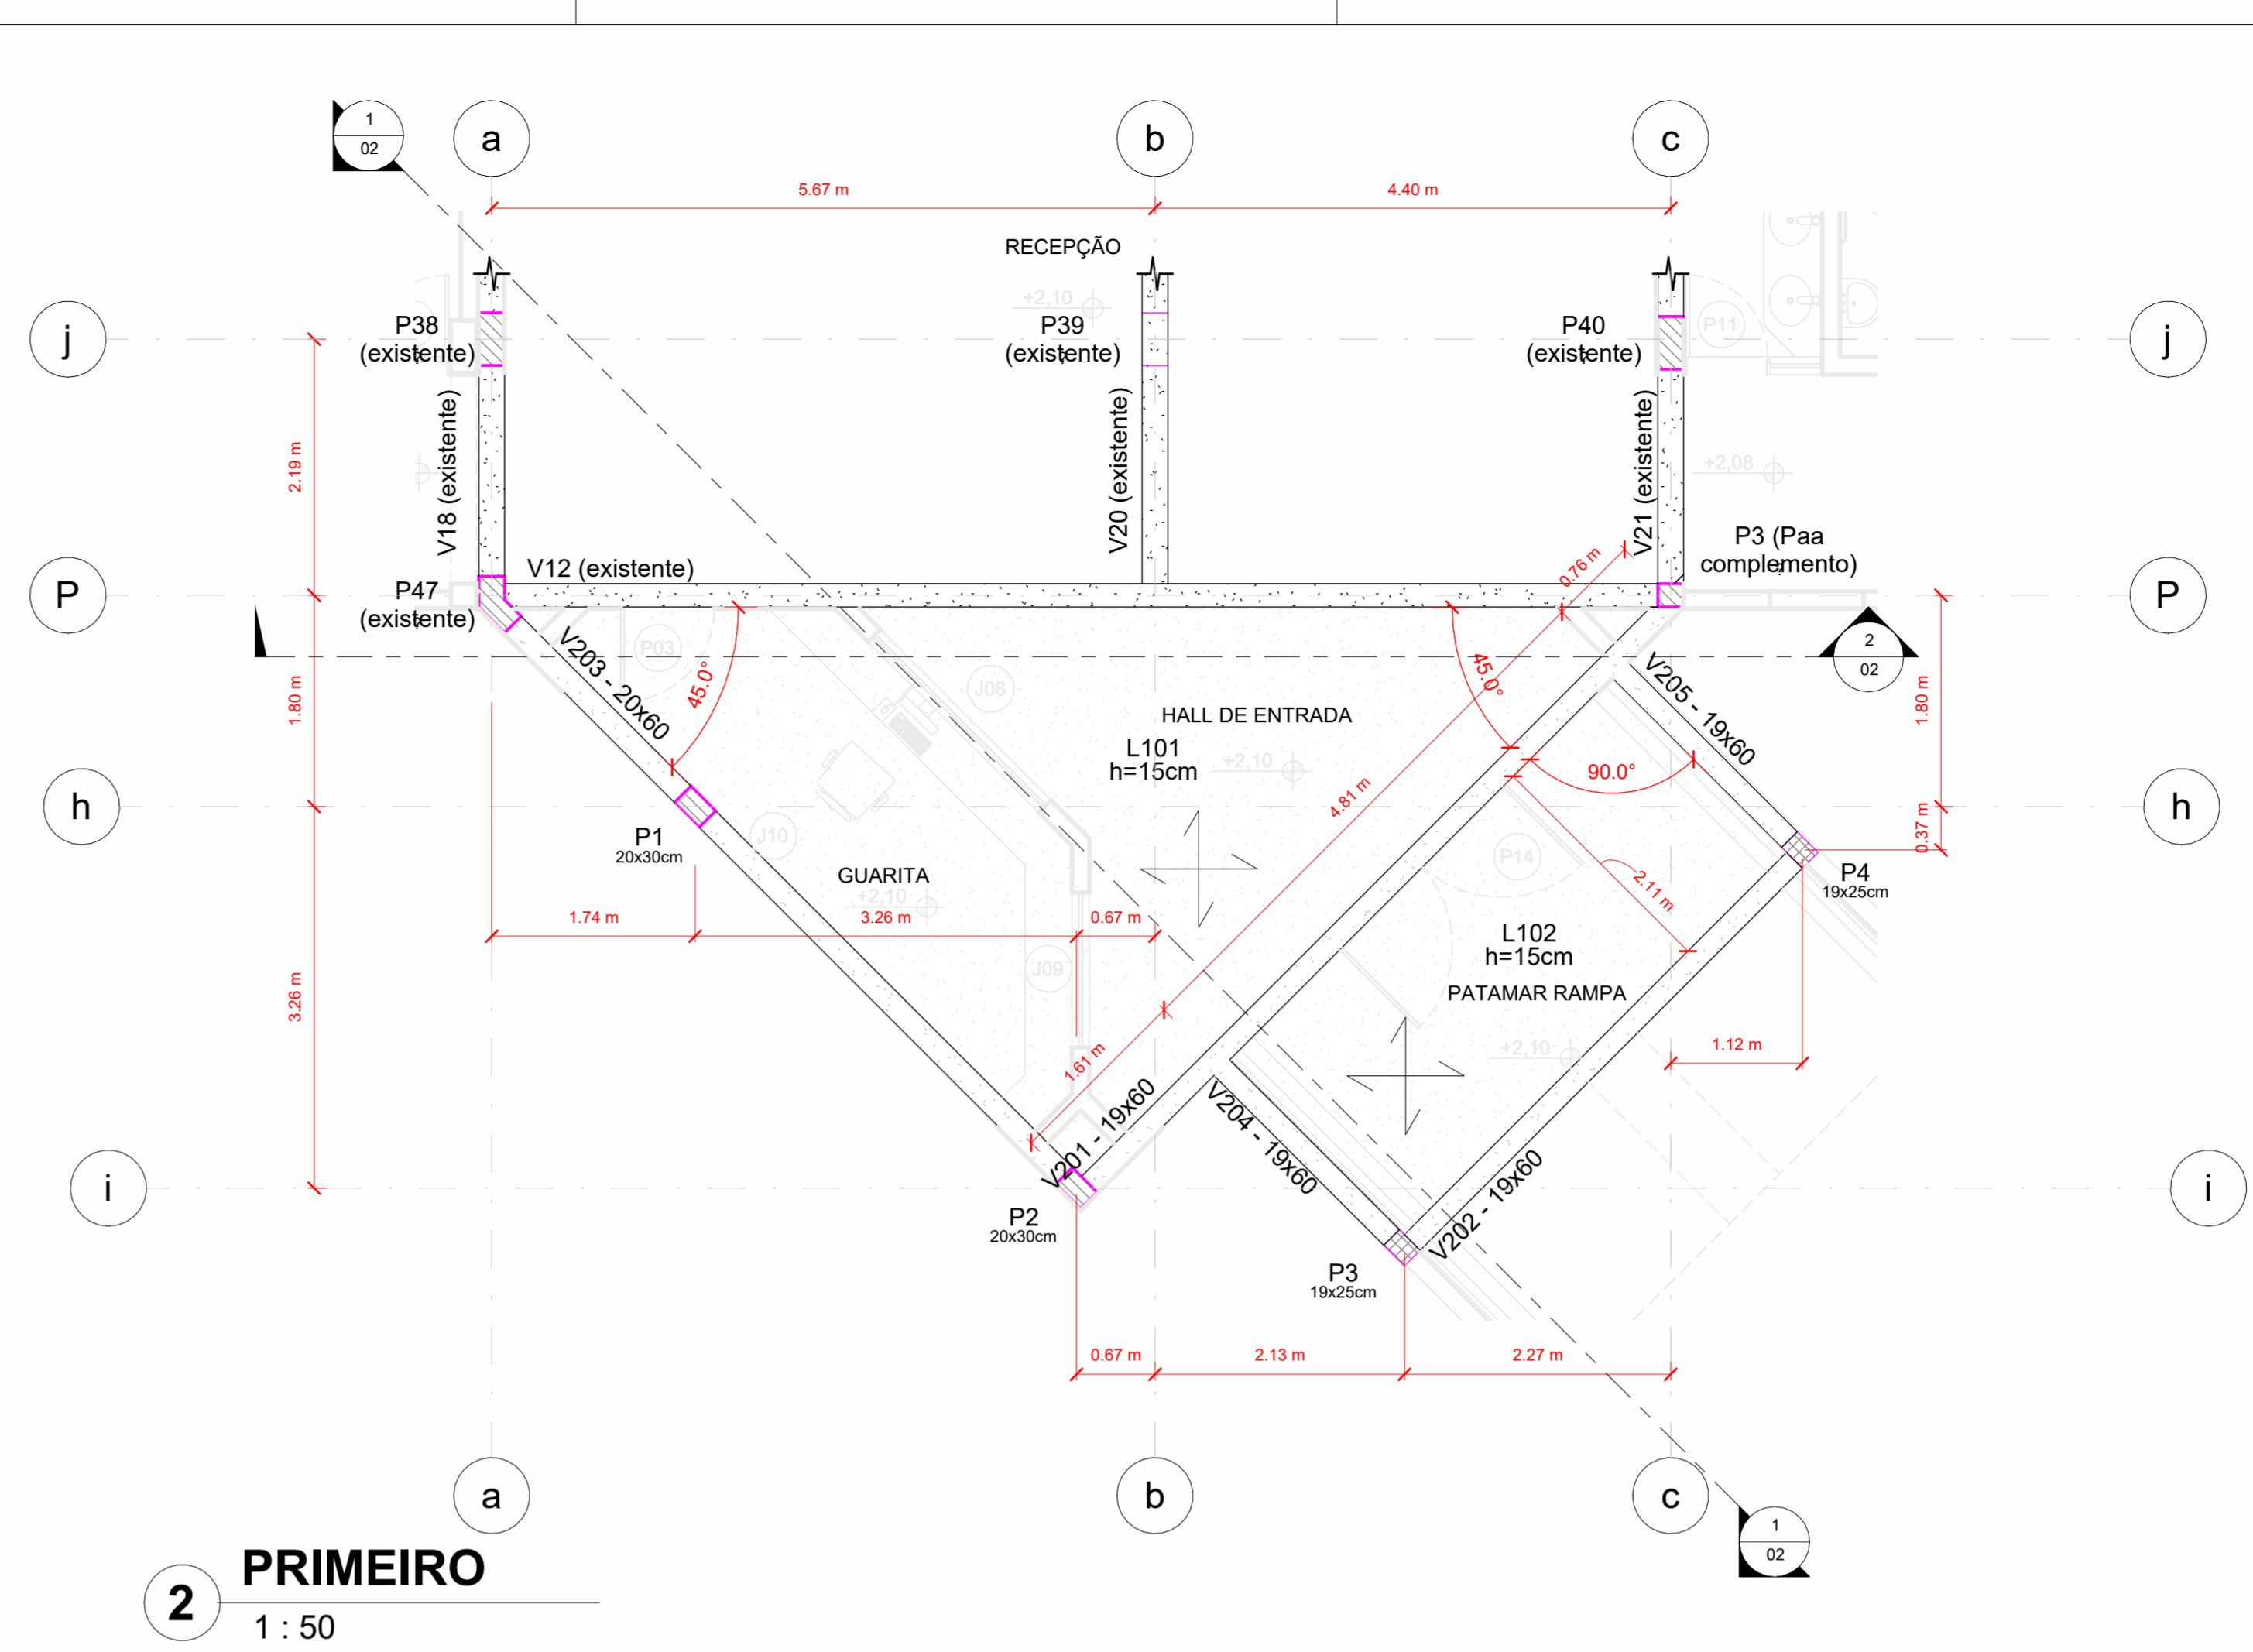 1
02
a
b
c
5.67 m
4.40 m
RECEPÇÃO
+2,10
P11
j
P38
(existente)
P39
(existente)
P40
(existente)
j
2.19 m
V18 (existente)
V20 (existente)
V21 (existente)
+2,08
P3 (Paa
complemento)
0.76 m
V12 (existente)
P
P47
(existente)
P
V203 - 20x60
P03
45.0°
J08
45.0°
V205 - 19x60
2
02
1.80 m
1.80 m
HALL DE ENTRADA
L101
h=15cm
+2,10
90.0°
4.81 m
h
h
0.37 m
P1
20x30cm
J10
P14
GUARITA
+2,10
2.11 m
P4
19x25cm
1.74 m
3.26 m
0.67 m
L102
h=15cm
J09
PATAMAR RAMPA
3.26 m
+2,10
1.12 m
1.61 m
V201 - 19x60
V204 - 19x60
V202 - 19x60
i
i
P2
20x30cm
P3
19x25cm
0.67 m
2.13 m
2.27 m
a
b
c
1
02
2
PRIMEIRO
1 : 50